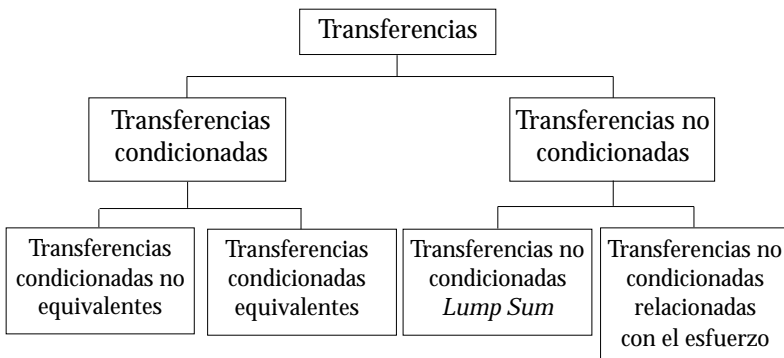 Transferencias
Transferencias
condicionadas
Transferencias no
condicionadas
Transferencias
condicionadas no
equivalentes
Transferencias
condicionadas
equivalentes
Transferencias no
condicionadas
Lump Sum
Transferencias no
condicionadas
relacionadas
con el esfuerzo